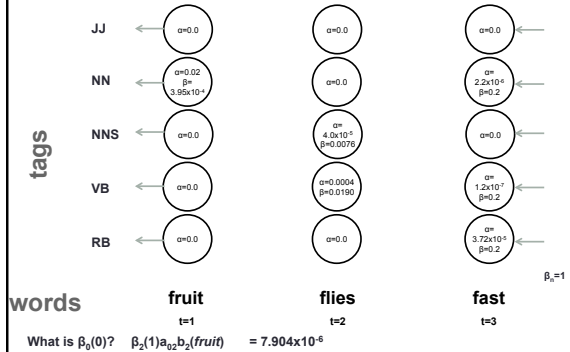 JJ α=0.0 α=0.0 α=0.0
NN α=0.02 β= 3.95x10⁻⁴ α=0.0 α= 2.2x10⁻⁶ β=0.2
NNS α=0.0 α= 4.0x10⁻⁵ β=0.0076 α=0.0
tags
VB α=0.0 α=0.0004 β=0.0190 α= 1.2x10⁻⁷ β=0.2
RB α=0.0 α=0.0 α= 3.72x10⁻⁵ β=0.2
βₙ=1
words fruit flies fast
t=1 t=2 t=3
What is β₀(0)? β₂(1)a₀₂b₂(fruit) = 7.904x10⁻⁶